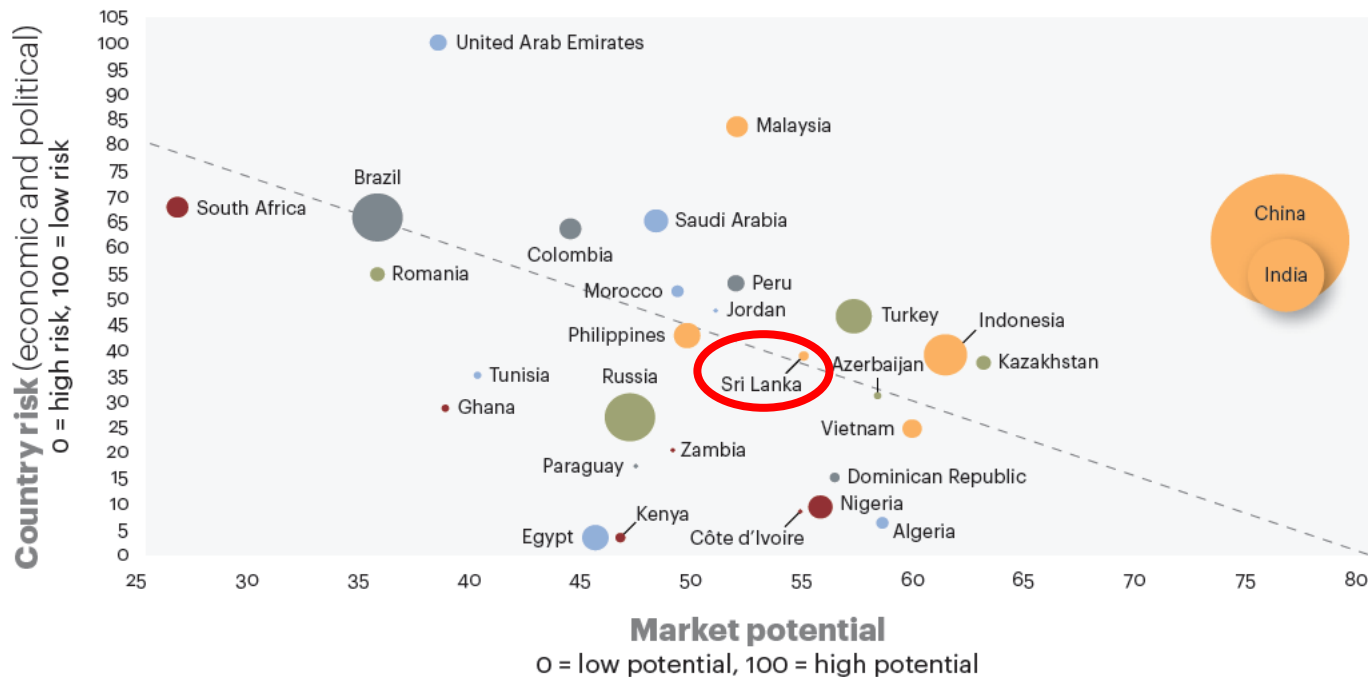 Country risk (economic and political)
0 = high risk, 100 = low risk
105
100
95
90
85
80
75
70
65
60
55
50
45
40
35
30
25
20
15
10
5
0
United Arab Emirates
Malaysia
Brazil
South Africa
China
Saudi Arabia
Colombia
Romania
India
Peru
Morocco
Jordan
Turkey
Indonesia
Philippines
Azerbaijan
Kazakhstan
Tunisia
Russia
Sri Lanka
Ghana
Vietnam
Zambia
Paraguay
Dominican Republic
Nigeria
Kenya
Egypt
Côte d’Ivoire
Algeria
25 30 35 40 45 50 55 60 65 70 75 80
Market potential
0 = low potential, 100 = high potential